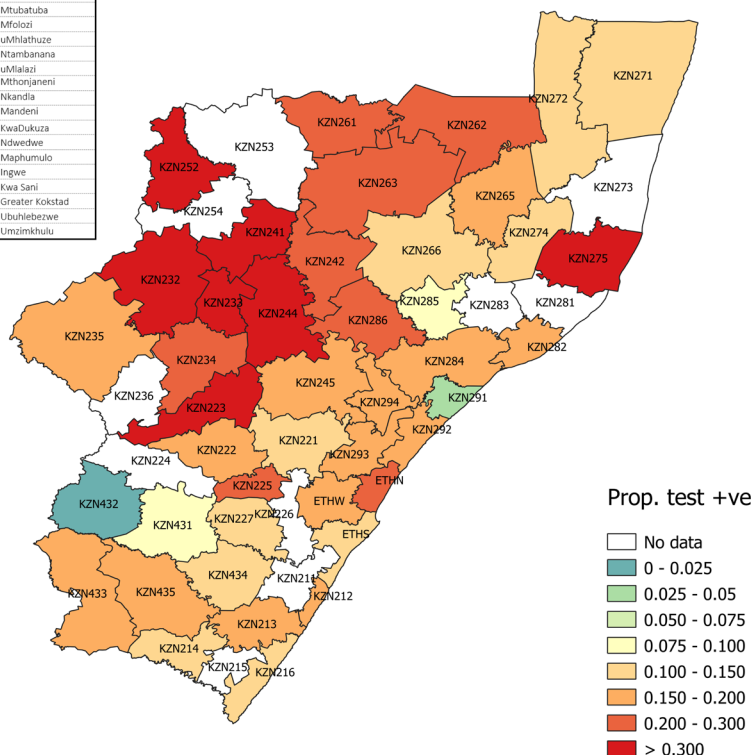 Mtubatuba
Mfolozi
uMhlathuze
Ntambanana
uMlalazi
Mthonjaneni
Nkandla
Mandeni
KwaDukuza
Ndwedwe
Maphumulo
Ingwe
Kwa Sani
Greater Kokstad
Ubuhlebezwe
Umzimkhulu
KZN271
KZN272
KZN261
KZN262
KZN253
KZN252
KZN263
KZN273
KZN265
KZN254
KZN241
KZN274
KZN266
KZN275
KZN242
KZN232
KZN233
KZN285
KZN283
KZN281
KZN244
KZN286
KZN235
KZN282
KZN234
KZN284
KZN245
KZN236
KZN291
KZN294
KZN223
KZN292
KZN221
KZN222
KZN293
KZN224
ETHN
KZN225
ETHW
KZN432
KZN227
KZN226
KZN431
ETHS
KZN434
KZN211
KZN433
KZN435
KZN212
KZN213
KZN214
KZN215
KZN216
Prop. test +ve
No data
0 - 0.025
0.025 - 0.05
0.050 - 0.075
0.075 - 0.100
0.100 - 0.150
0.150 - 0.200
0.200 - 0.300
> 0.300